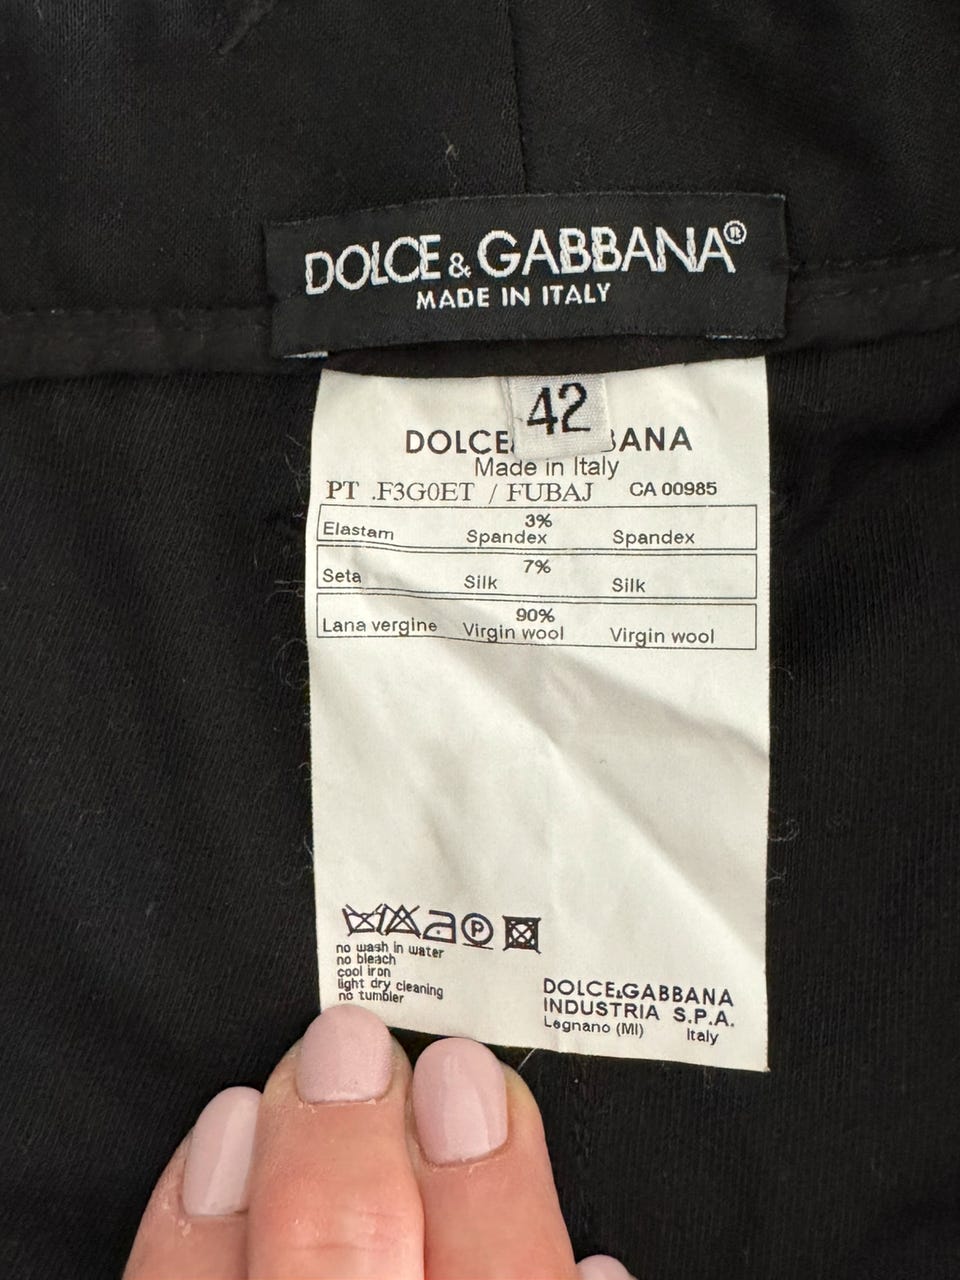 DOLCE & GABBANA®
MADE IN ITALY
42
DOLCE BANA
Made in Italy
PT .F3G0ET / FUBAJ CA 00985
3%
Elastam Spandex Spandex
7%
Seta Silk Silk
90%
Lana vergine Virgin wool Virgin wool
P
no wash in water
no bleach
cool iron
light dry cleaning
no tumbler
DOLCE&GABBANA
INDUSTRIA S.P.A.
Legnano (MI) Italy